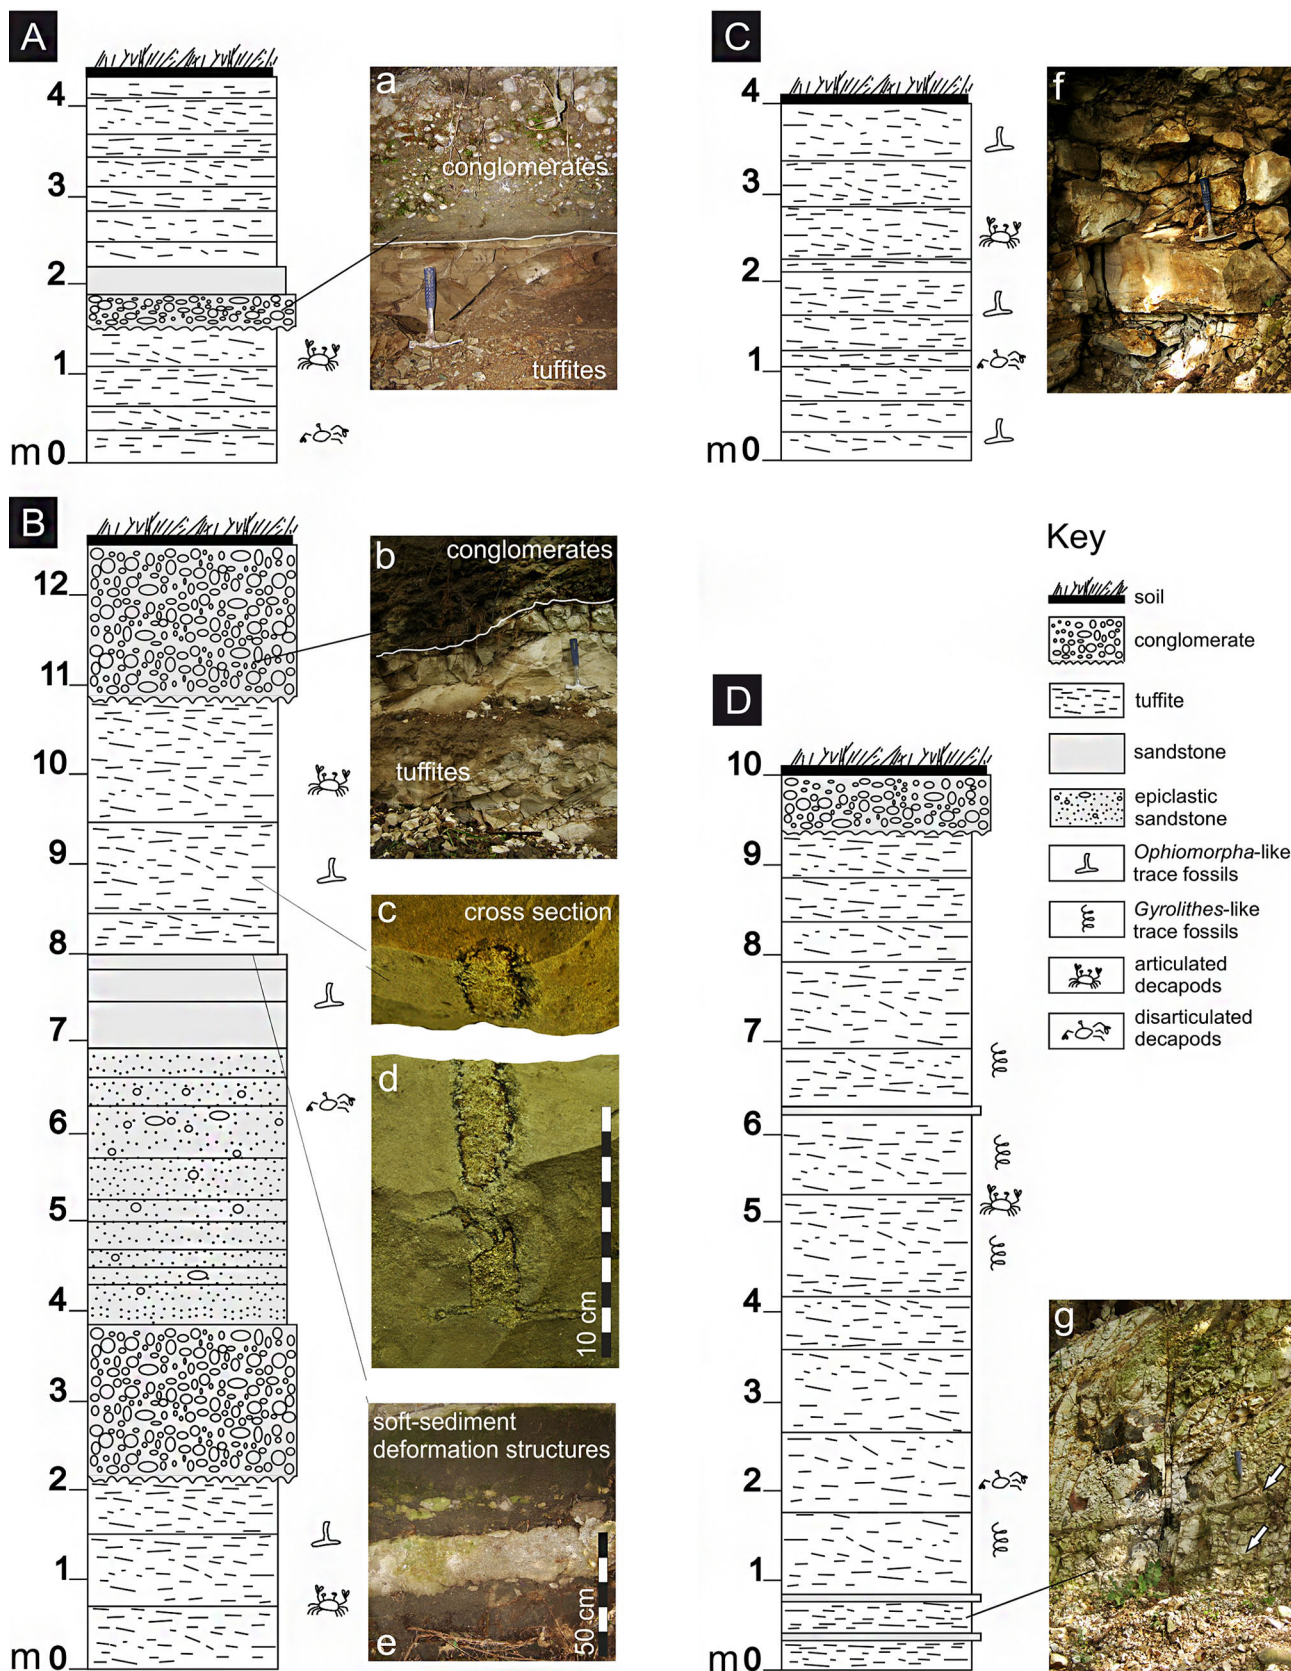 A
4
3
2
1
m 0
a
conglomerates
tuffites
B
12
11
10
9
8
7
6
5
4
3
2
1
m 0
b
conglomerates
tuffites
c
cross section
d
10 cm
soft-sediment
deformation structures
e
50 cm
C
4
3
2
1
m 0
f
Key
soil
conglomerate
tuffite
sandstone
epiclastic
sandstone
Ophiomorpha-like
trace fossils
Gyrolithes-like
trace fossils
articulated
decapods
disarticulated
decapods
D
10
9
8
7
6
5
4
3
2
1
m 0
g